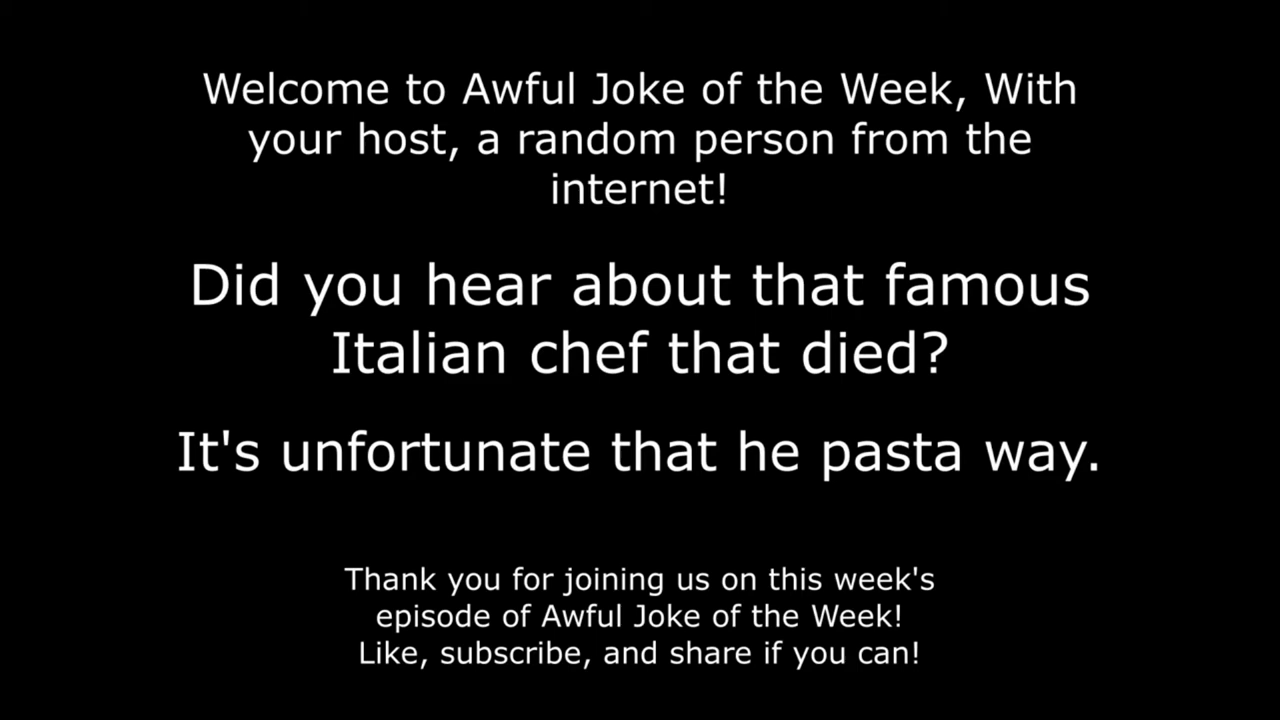 Welcome to Awful Joke of the Week, With
your host, a random person from the
internet!
Did you hear about that famous
Italian chef that died?
It's unfortunate that he pasta way.
Thank you for joining us on this week's
episode of Awful Joke of the Week!
Like, subscribe, and share if you can!